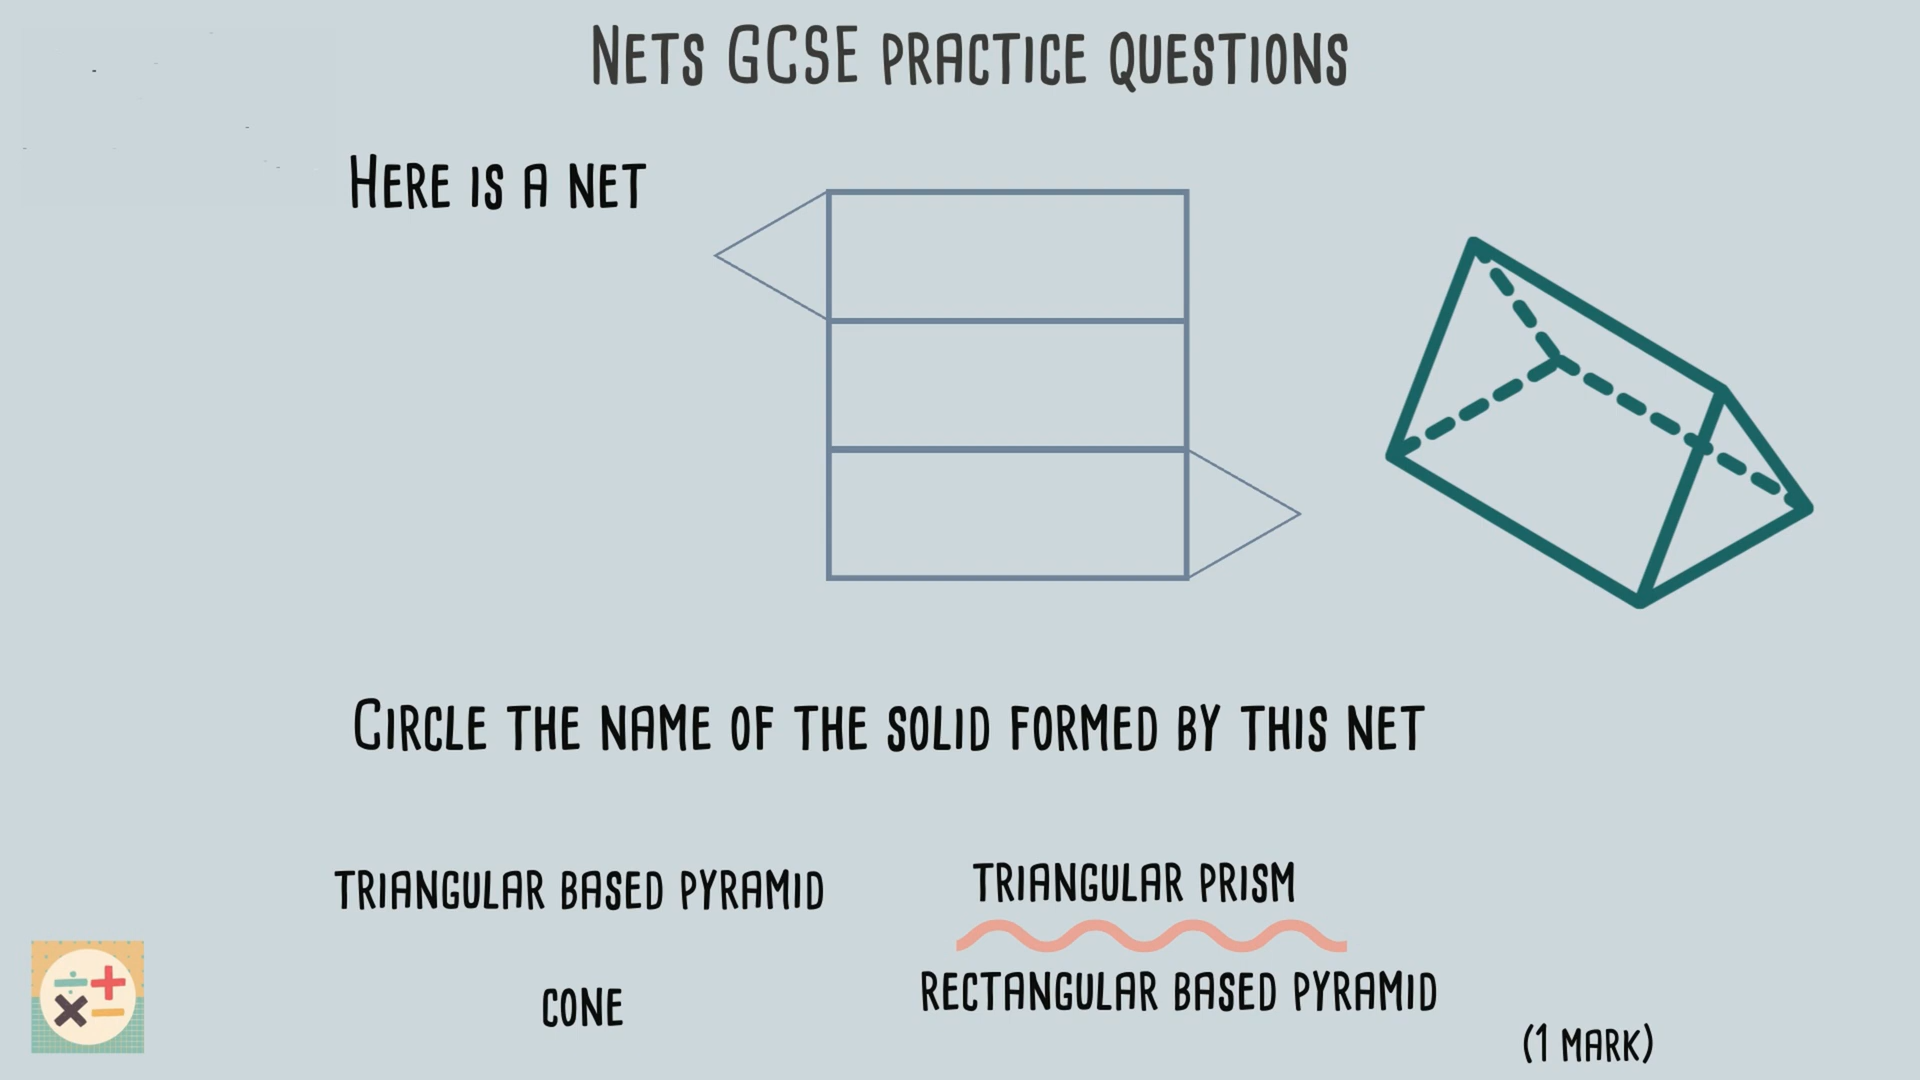 Nets GCSE practice questions
Here is a net
Circle the name of the solid formed by this net
triangular based pyramid
triangular prism
cone
rectangular based pyramid
(1 mark)